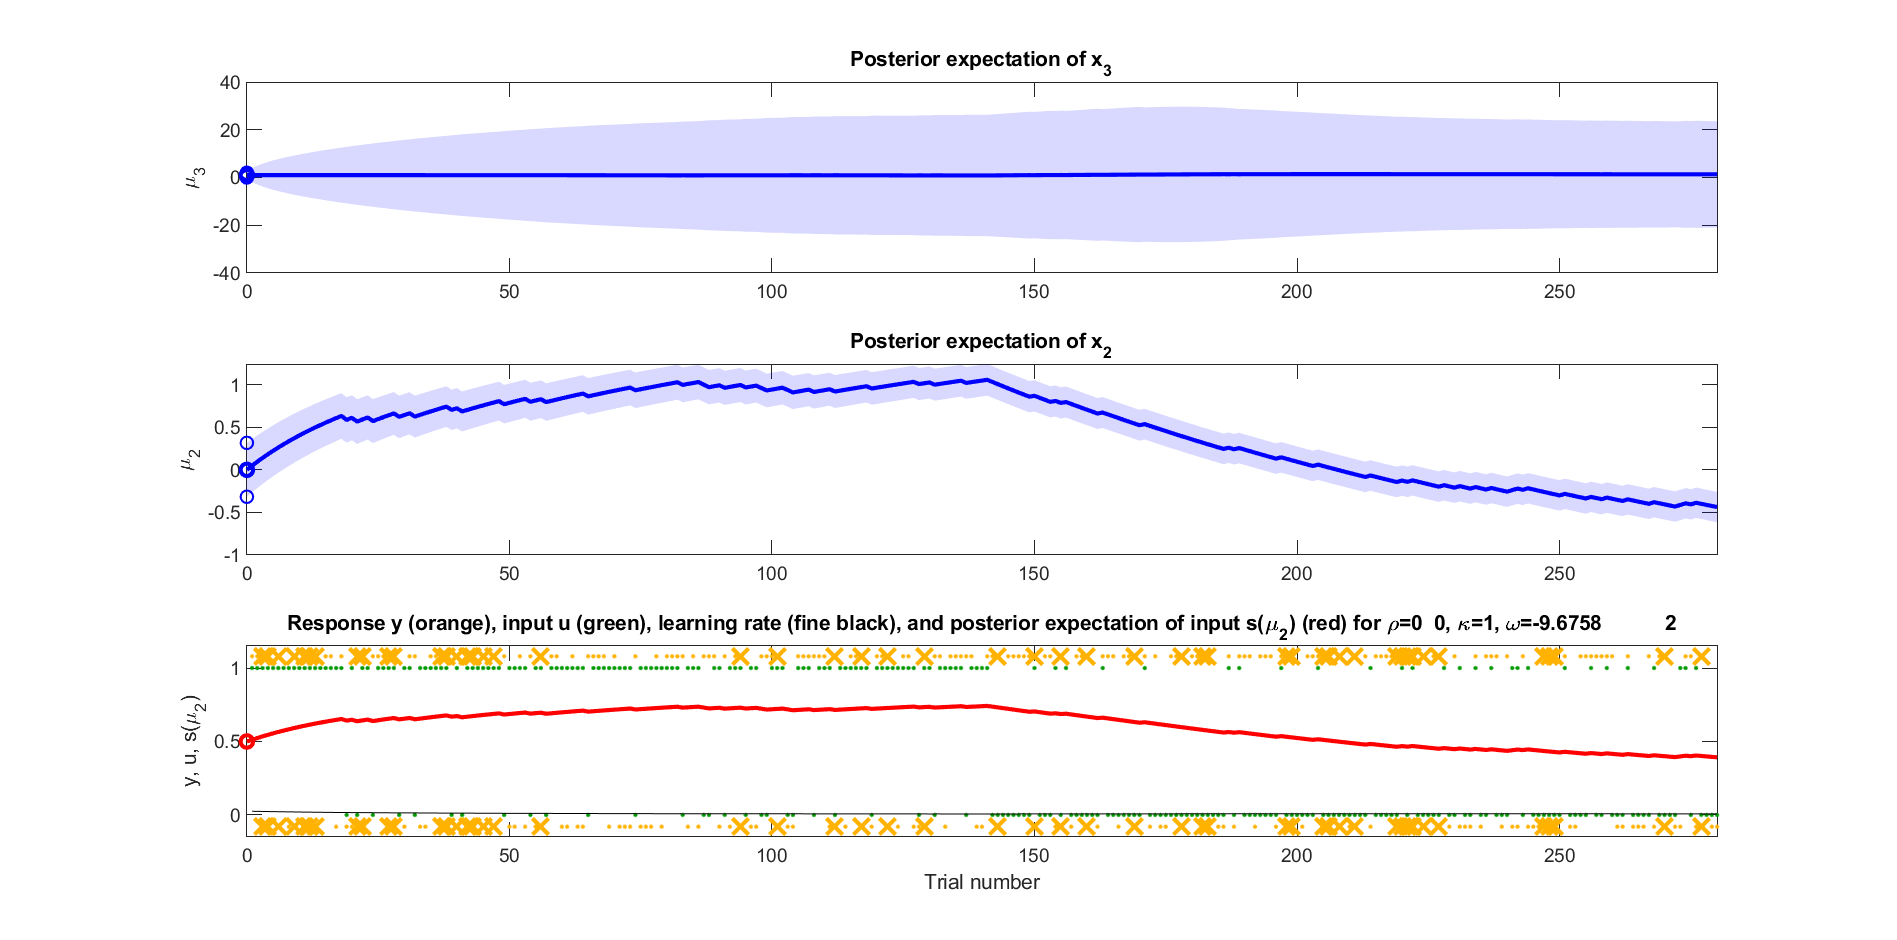 Posterior expectation of x3
40
20
0
-20
-40
μ3
0 50 100 150 200 250
Posterior expectation of x2
1
0.5
0
-0.5
-1
μ2
0 50 100 150 200 250
Response y (orange), input u (green), learning rate (fine black), and posterior expectation of input s(μ2) (red) for ρ=0 0, κ=1, ω=-9.6758 2
1
0.5
0
y, u, s(μ2)
0 50 100 150 200 250
Trial number